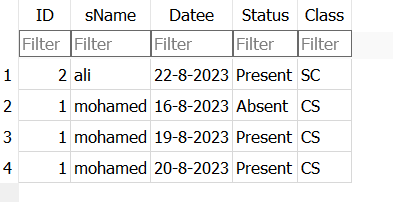 ID sName Datee Status Class
Filter Filter Filter Filter Filter
1 2 ali 22-8-2023 Present SC
2 1 mohamed 16-8-2023 Absent CS
3 1 mohamed 19-8-2023 Present CS
4 1 mohamed 20-8-2023 Present CS